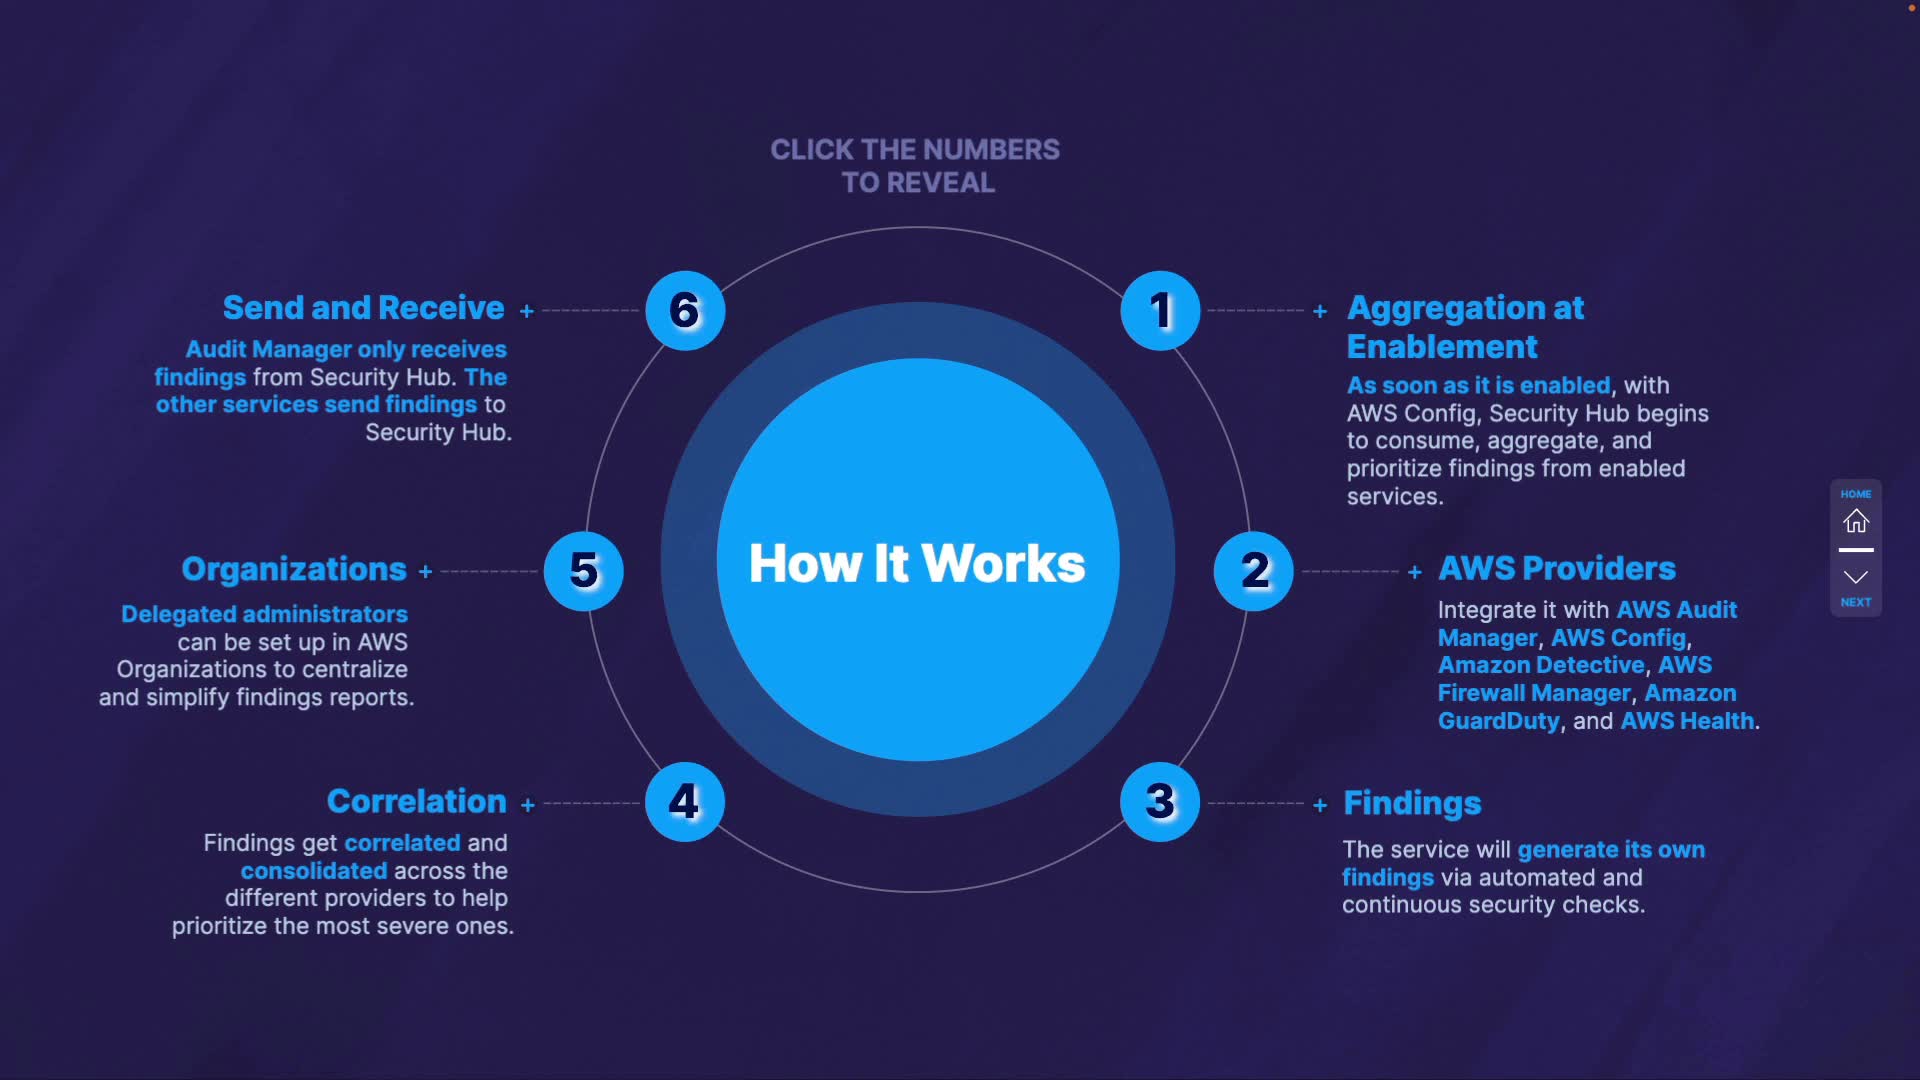 CLICK THE NUMBERS
TO REVEAL
How It Works
1
Aggregation at
Enablement
As soon as it is enabled, with
AWS Config, Security Hub begins
to consume, aggregate, and
prioritize findings from enabled
services.
2
AWS Providers
Integrate it with AWS Audit
Manager, AWS Config,
Amazon Detective, AWS
Firewall Manager, Amazon
GuardDuty, and AWS Health.
3
Findings
The service will generate its own
findings via automated and
continuous security checks.
4
Correlation
Findings get correlated and
consolidated across the
different providers to help
prioritize the most severe ones.
5
Organizations
Delegated administrators
can be set up in AWS
Organizations to centralize
and simplify findings reports.
6
Send and Receive
Audit Manager only receives
findings from Security Hub. The
other services send findings to
Security Hub.
HOME
NEXT